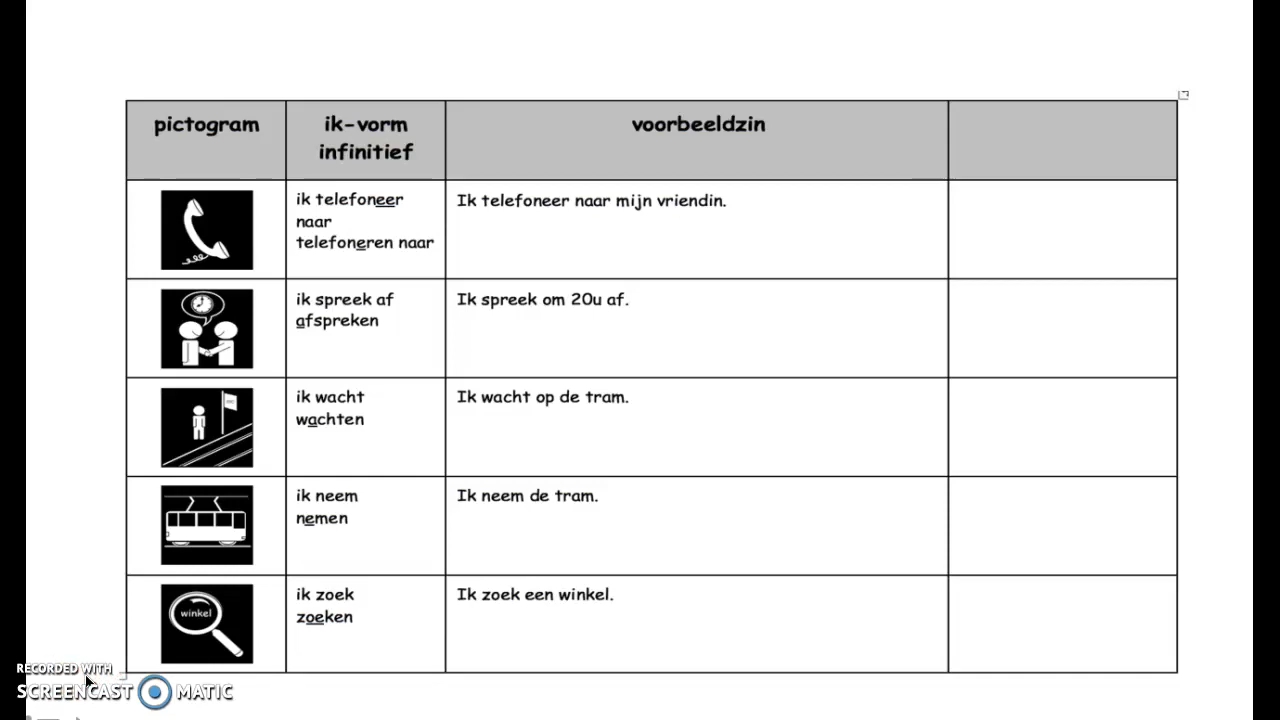 pictogram
ik-vorm
infinitief
voorbeeldzin
ik telefoneer
naar
telefoneren naar
Ik telefoneer naar mijn vriendin.
ik spreek af
afspreken
Ik spreek om 20u af.
ik wacht
wachten
Ik wacht op de tram.
ik neem
nemen
Ik neem de tram.
winkel
ik zoek
zoeken
Ik zoek een winkel.
RECORDED WITH
SCREENCAST MATIC